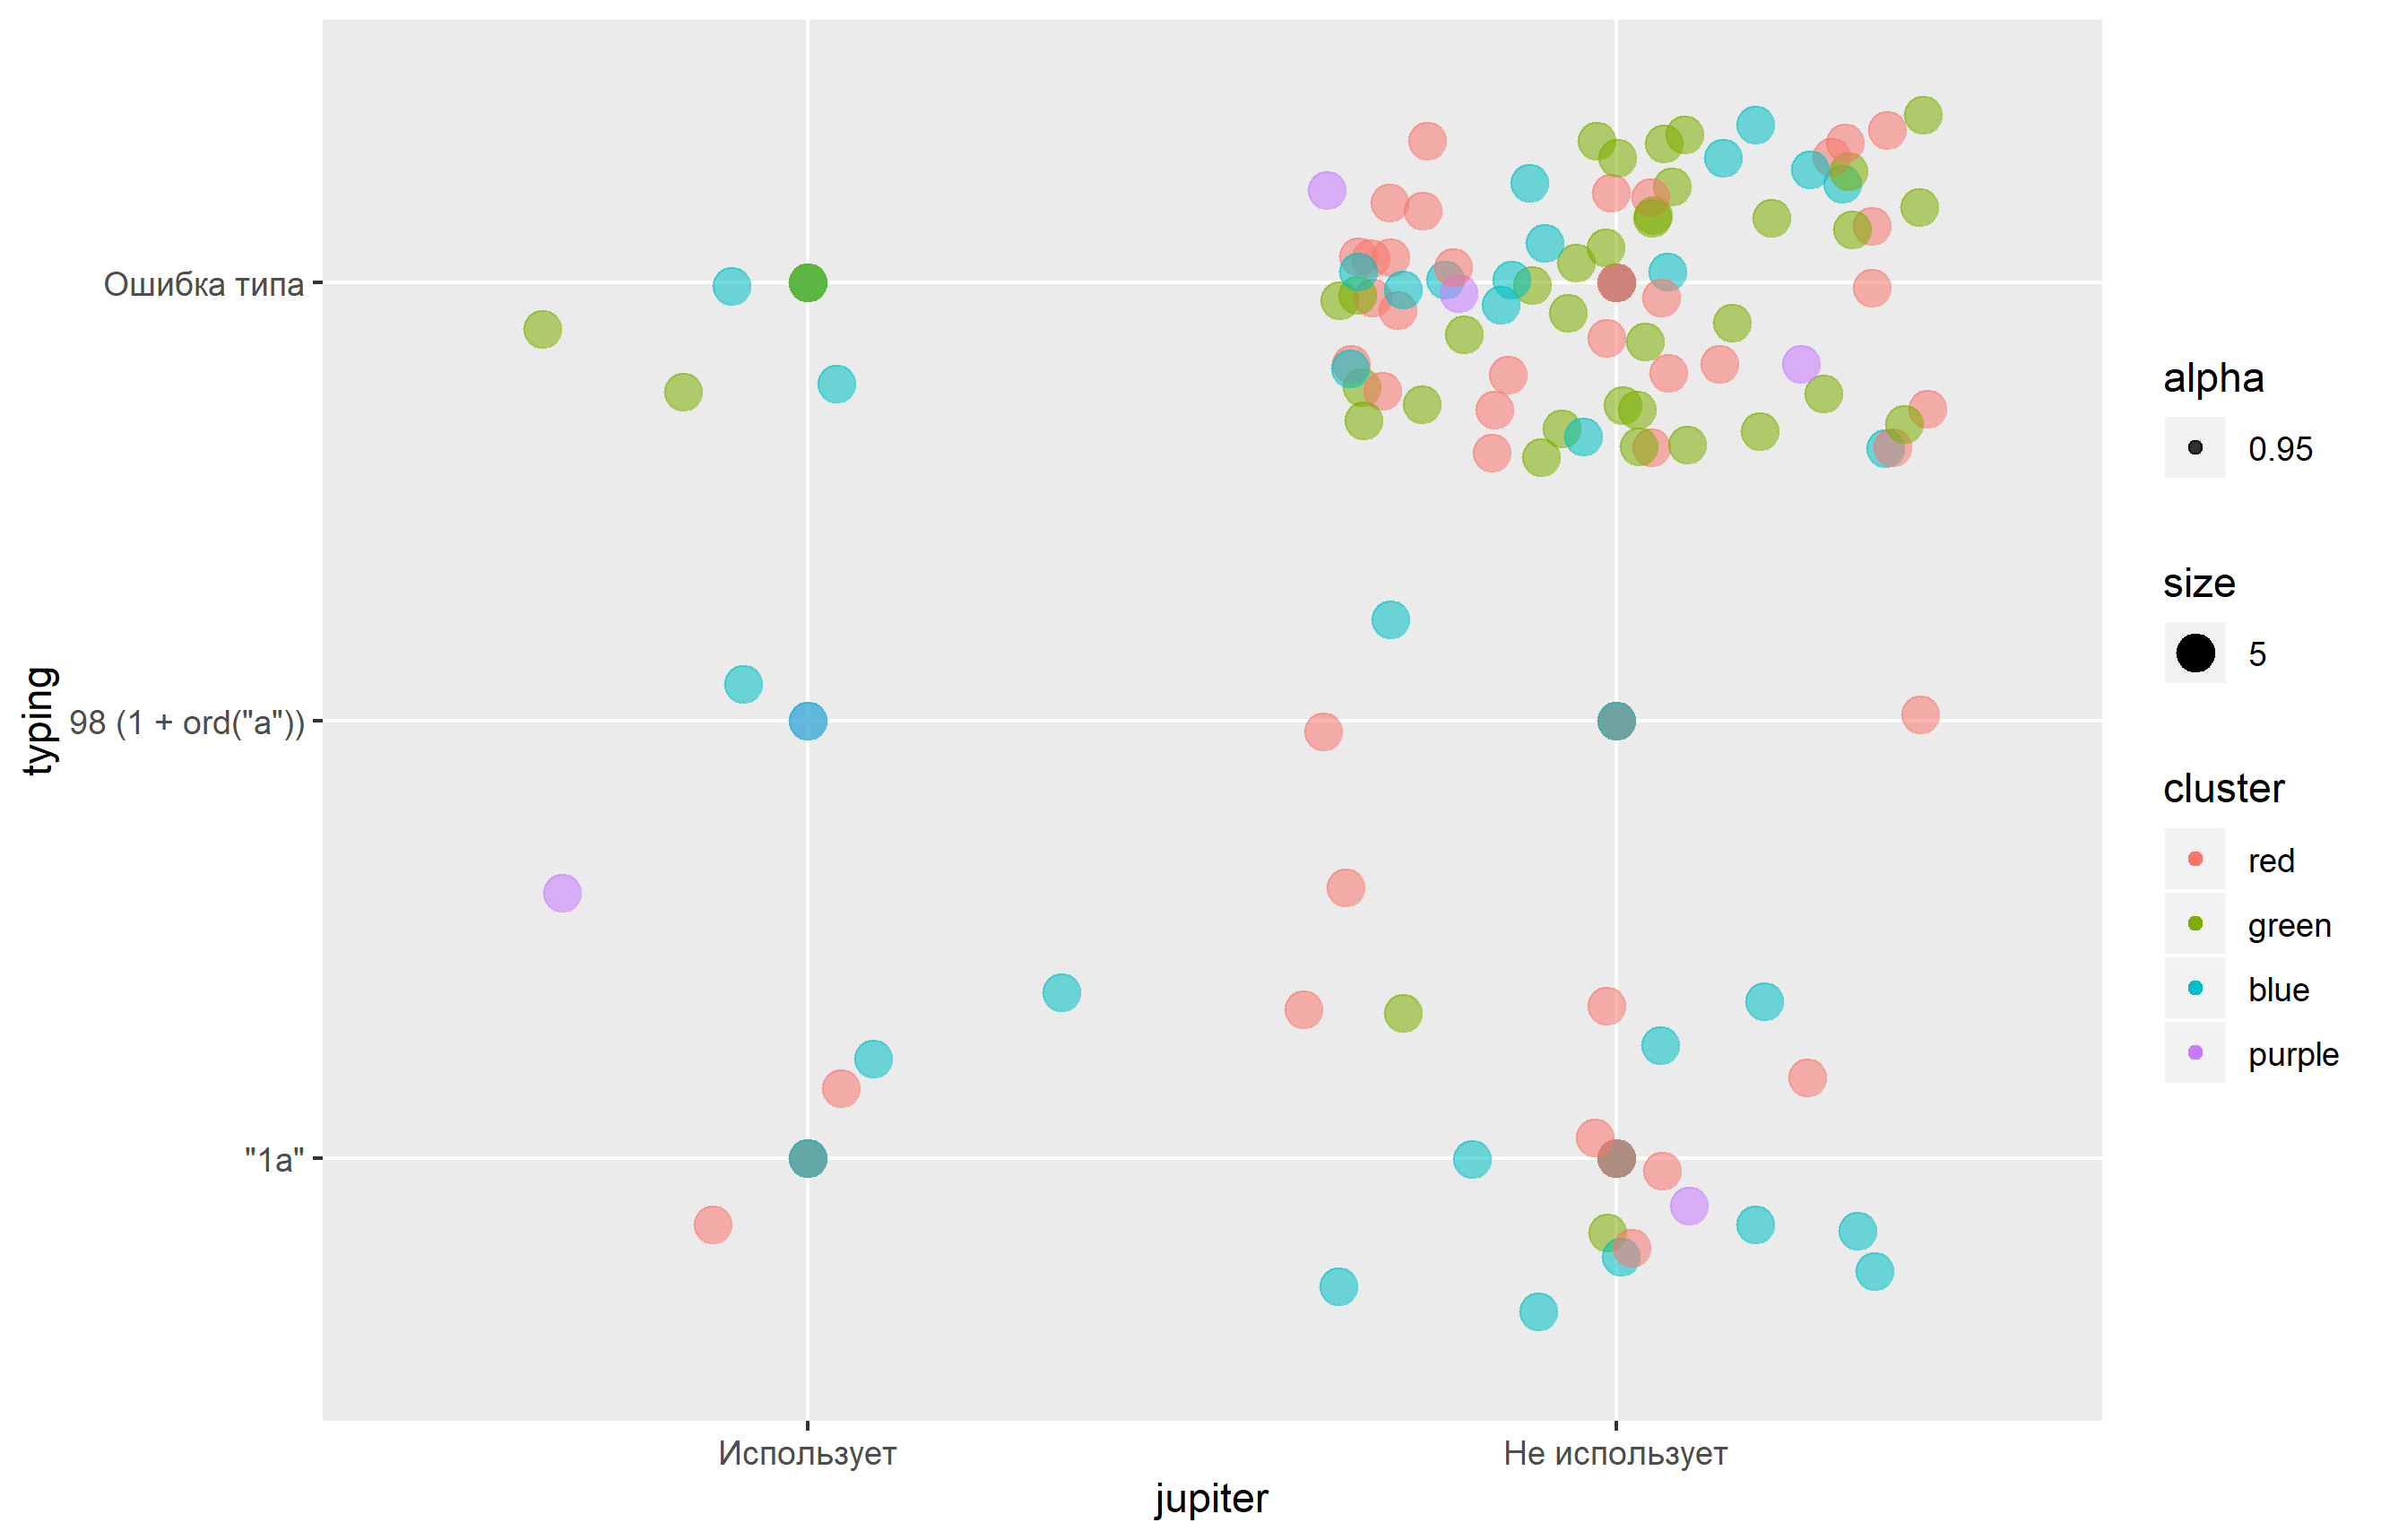 typing
Ошибка типа
98 (1 + ord("a"))
"1a"
Использует
Не использует
jupiter
alpha
0.95
size
5
cluster
red
green
blue
purple